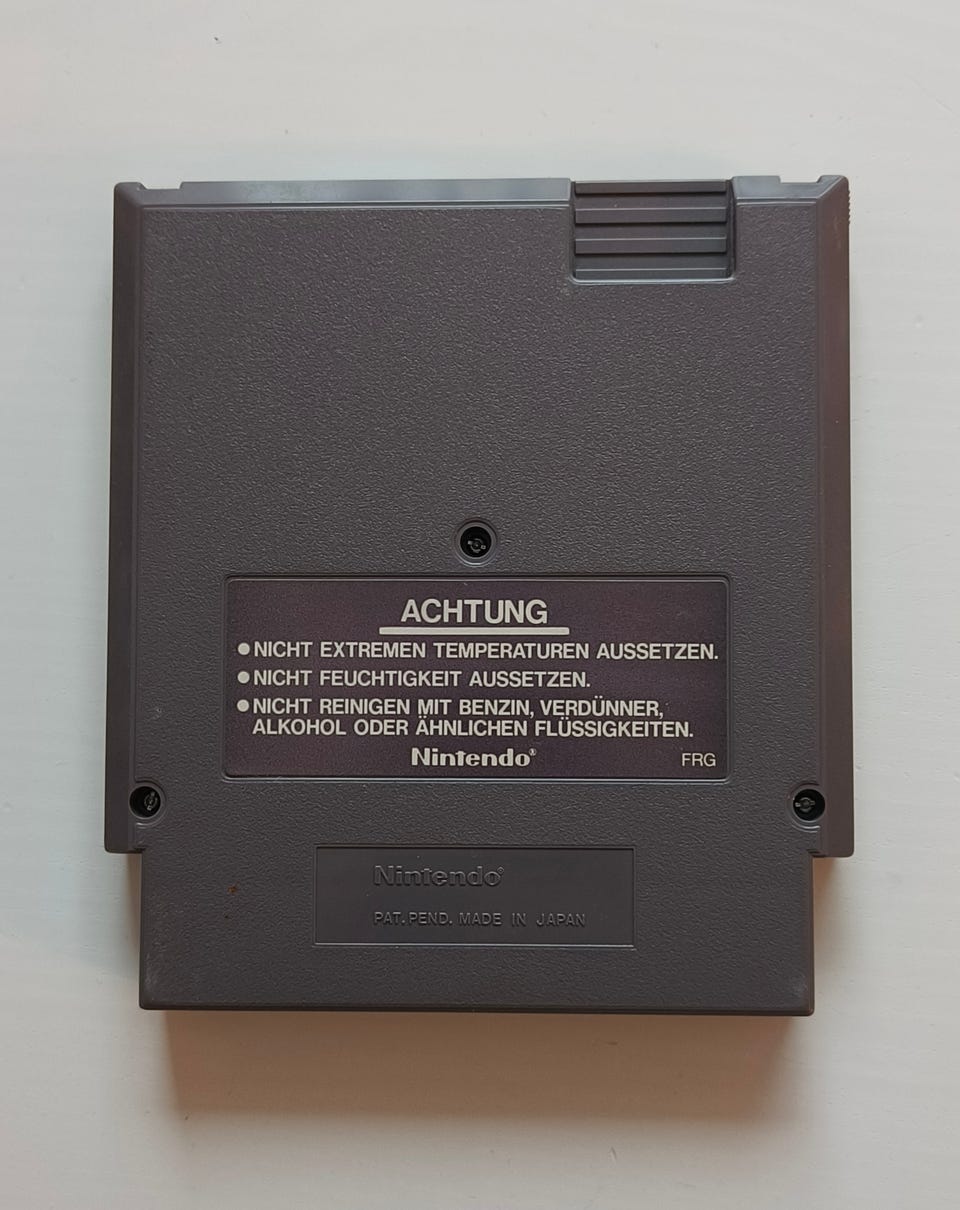 ACHTUNG
●NICHT EXTREMEN TEMPERATUREN AUSSETZEN.
●NICHT FEUCHTIGKEIT AUSSETZEN.
●NICHT REINIGEN MIT BENZIN, VERDÜNNER,
ALKOHOL ODER ÄHNLICHEN FLÜSSIGKEITEN.
Nintendo® FRG
Nintendo®
PAT. PEND. MADE IN JAPAN